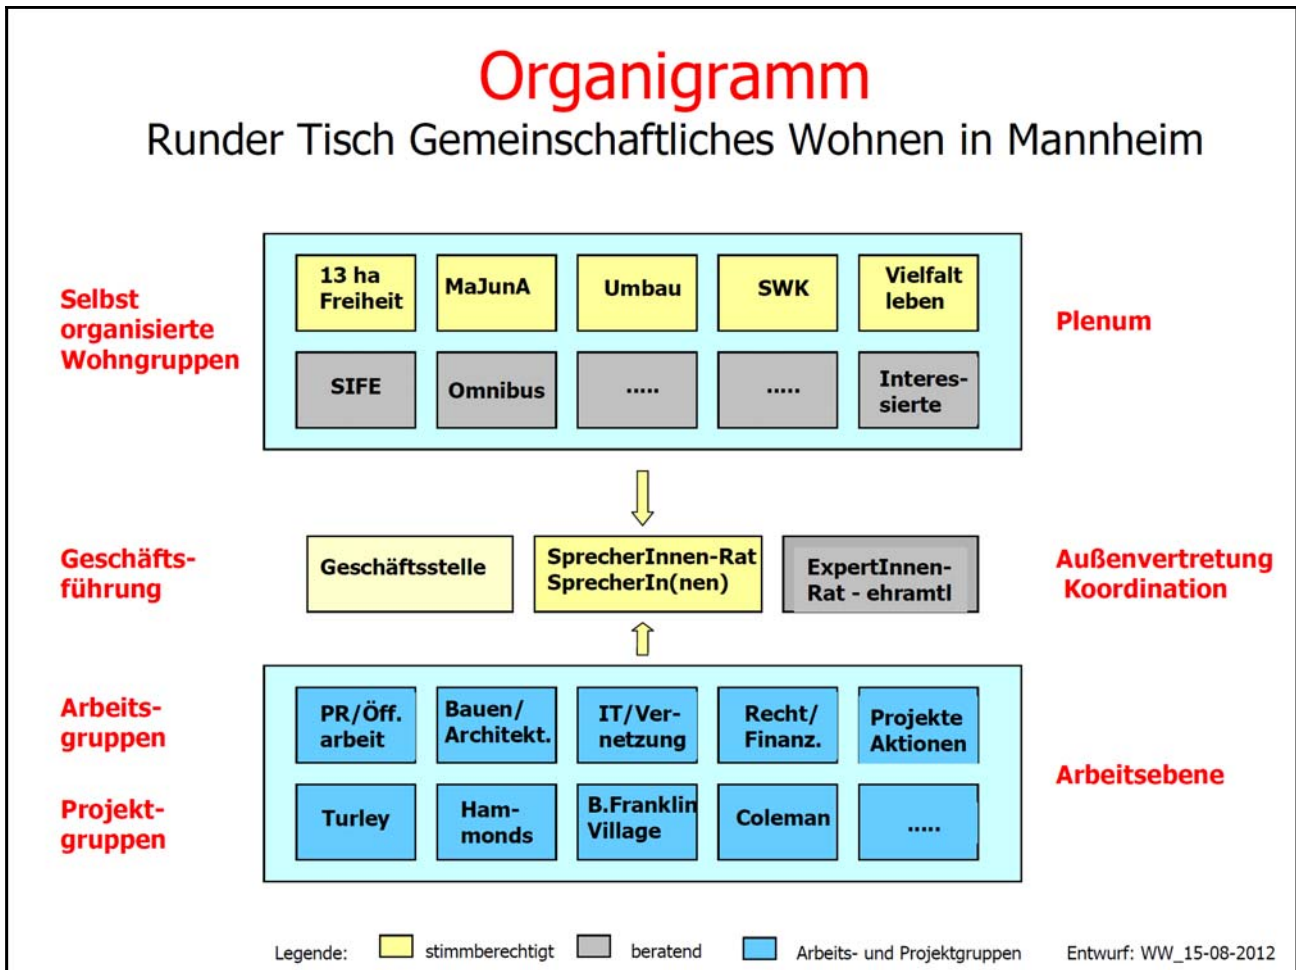 Organigramm
Runder Tisch Gemeinschaftliches Wohnen in Mannheim
Selbst
organisierte
Wohngruppen
13 ha
Freiheit
MaJunA
Umbau
SWK
Vielfalt
leben
SIFE
Omnibus
.....
.....
Interes-
sierte
Plenum
Geschäfts-
führung
Geschäftsstelle
SprecherInnen-Rat
SprecherIn(nen)
ExpertInnen-
Rat - ehramtl
Außenvertretung
Koordination
Arbeits-
gruppen
PR/Öff.
arbeit
Bauen/
Architekt.
IT/Ver-
netzung
Recht/
Finanz.
Projekte
Aktionen
Projekt-
gruppen
Turley
Ham-
monds
B.Franklin
Village
Coleman
.....
Arbeitsebene
Legende: stimmberechtigt beratend Arbeits- und Projektgruppen Entwurf: WW_15-08-2012